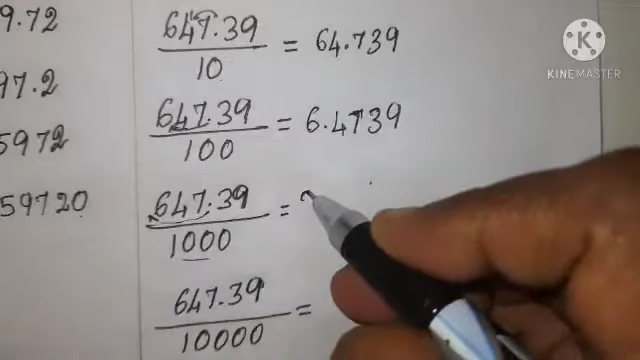 9.72
97.2
5972
59720
647.39/10 = 64.739
647.39/100 = 6.4739
647.39/1000 =
647.39/10000 =
K
KINEMASTER